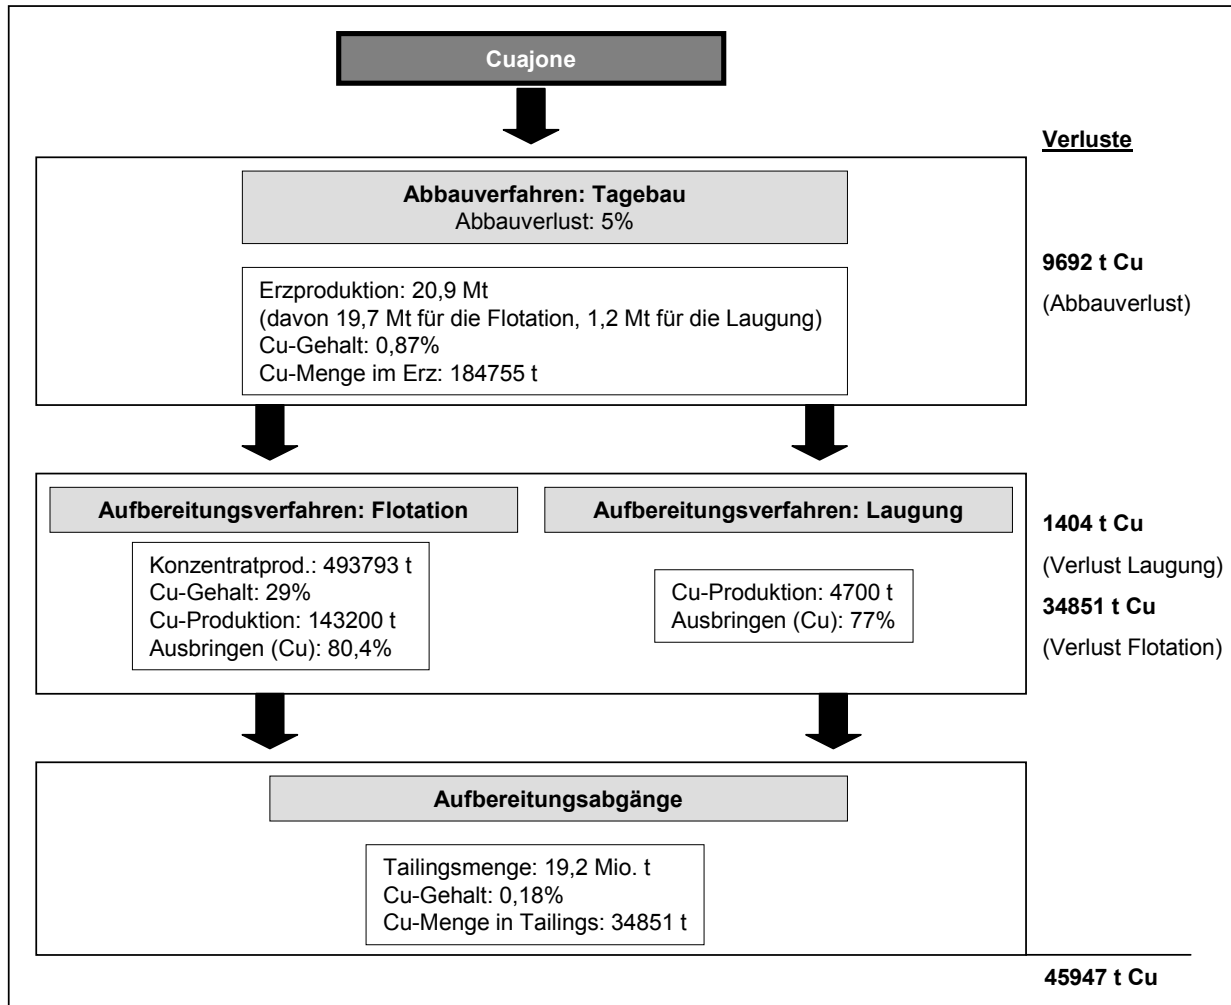 Cuajone
Verluste
Abbauverfahren: Tagebau
Abbauverlust: 5%
9692 t Cu
(Abbauverlust)
Erzproduktion: 20,9 Mt
(davon 19,7 Mt für die Flotation, 1,2 Mt für die Laugung)
Cu-Gehalt: 0,87%
Cu-Menge im Erz: 184755 t
Aufbereitungsverfahren: Flotation
Konzentratprod.: 493793 t
Cu-Gehalt: 29%
Cu-Produktion: 143200 t
Ausbringen (Cu): 80,4%
Aufbereitungsverfahren: Laugung
Cu-Produktion: 4700 t
Ausbringen (Cu): 77%
1404 t Cu
(Verlust Laugung)
34851 t Cu
(Verlust Flotation)
Aufbereitungsabgänge
Tailingsmenge: 19,2 Mio. t
Cu-Gehalt: 0,18%
Cu-Menge in Tailings: 34851 t
45947 t Cu